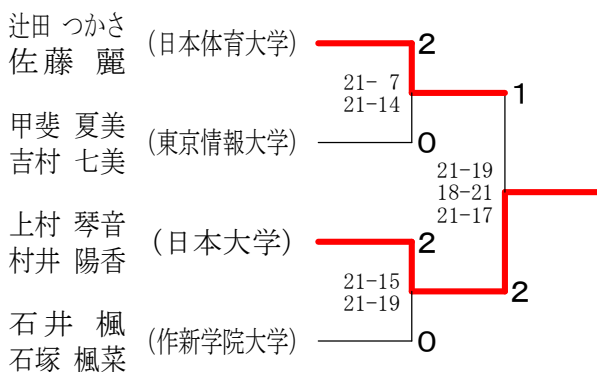 辻田 つかさ
佐藤 麗
(日本体育大学)
2
21- 7
21-14
1
甲斐 夏美
吉村 七美
(東京情報大学)
0
21-19
18-21
21-17
上村 琴音
村井 陽香
(日本大学)
2
21-15
21-19
2
石井 楓
石塚 楓菜
(作新学院大学)
0